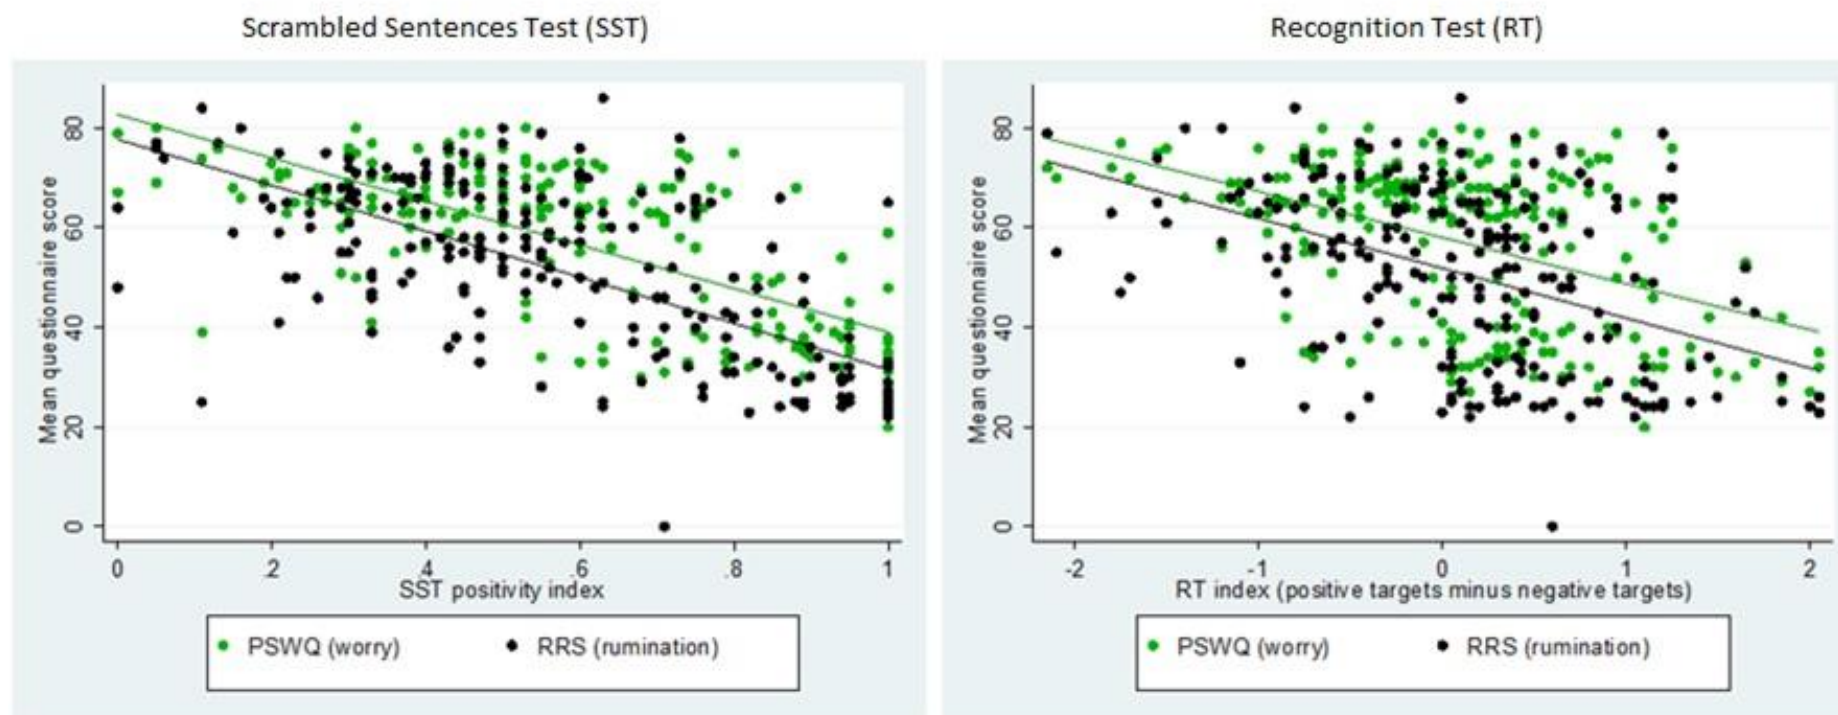 Scrambled Sentences Test (SST)
Mean questionnaire score
80
60
40
20
0
0 .2 .4 .6 .8 1
SST positivity index
PSWQ (worry) RRS (rumination)
Recognition Test (RT)
Mean questionnaire score
80
60
40
20
0
-2 -1 0 1 2
RT index (positive targets minus negative targets)
PSWQ (worry) RRS (rumination)